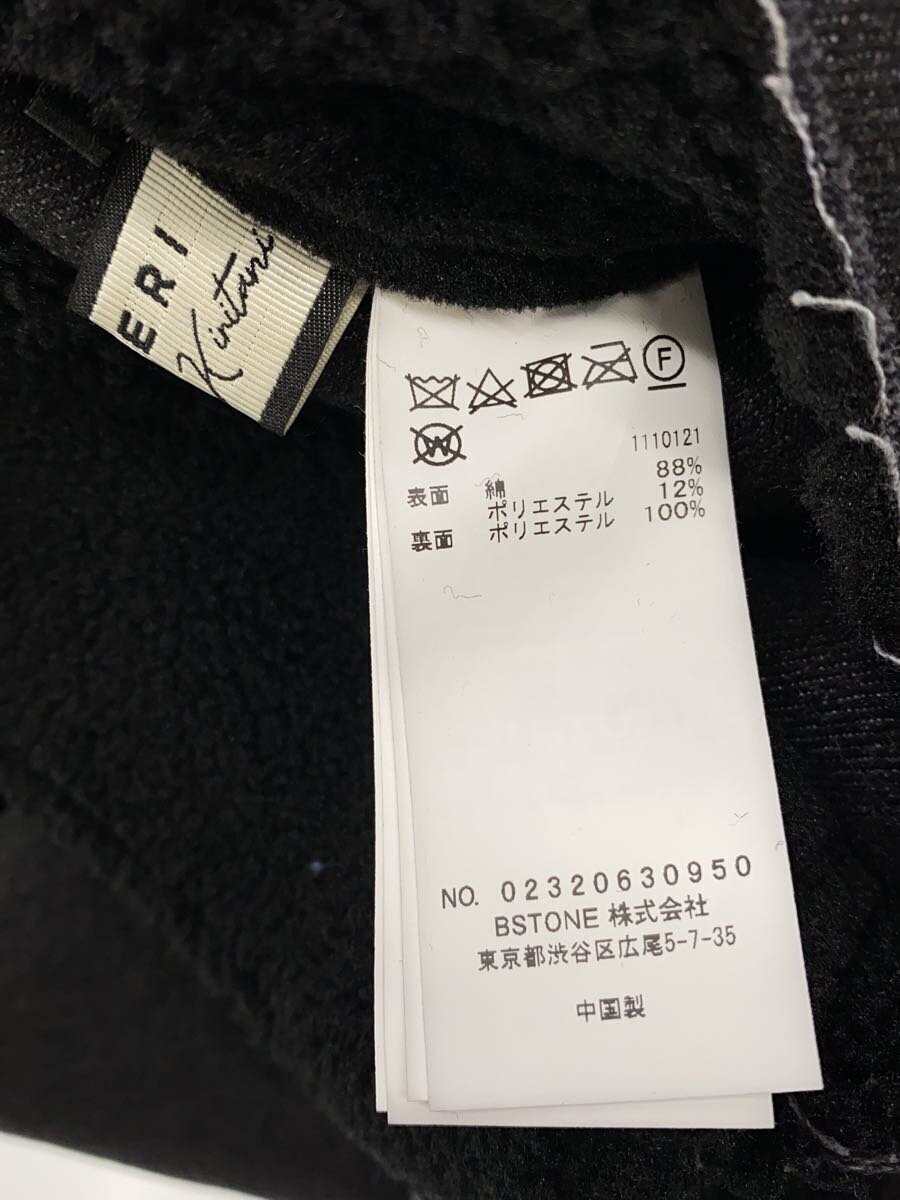 ERI
Kiritani
F
W
1110121
表面 綿 88%
ポリエステル 12%
裏面 ポリエステル 100%
NO. 02320630950
BSTONE 株式会社
東京都渋谷区広尾5-7-35
中国製